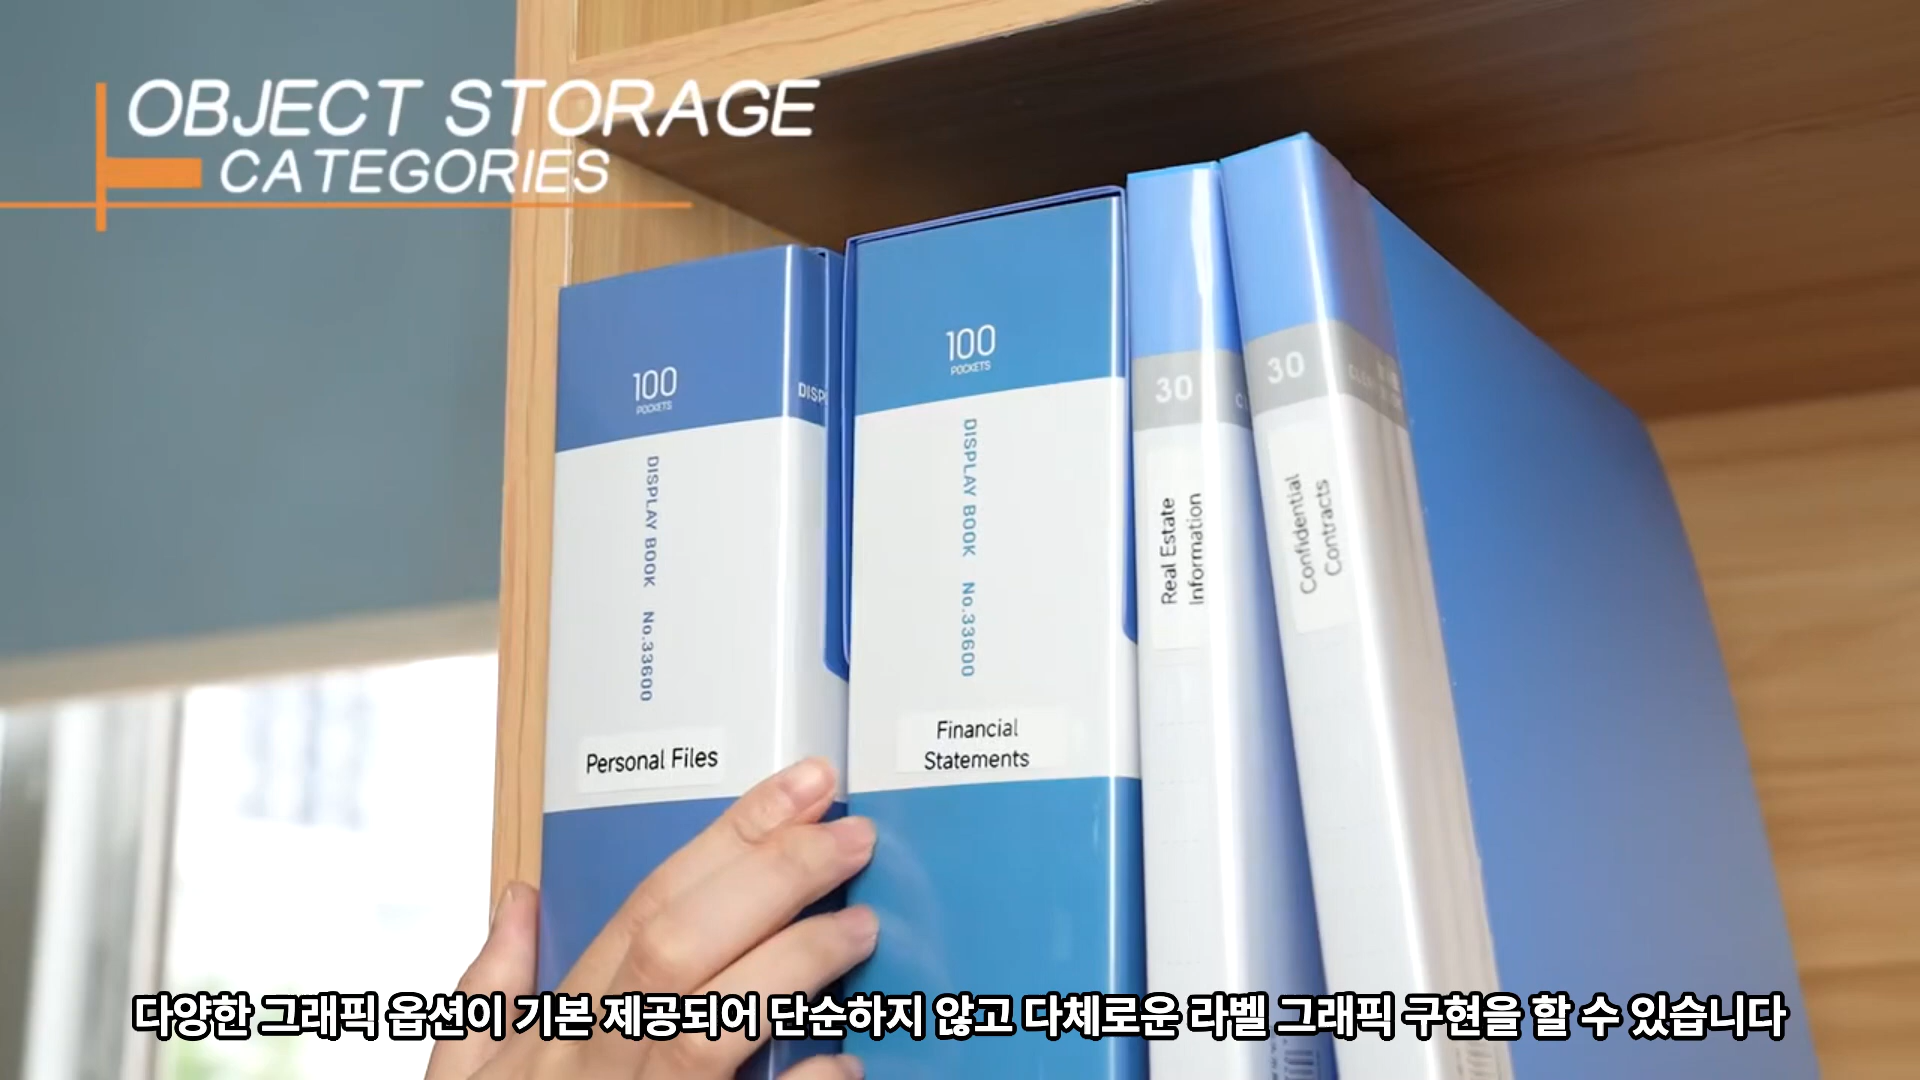 OBJECT STORAGE
CATEGORIES
100
POCKETS
DISPLAY BOOK No.33600
Personal Files
100
POCKETS
DISPLAY BOOK No.33600
Financial
Statements
30
Real Estate
Information
30
Confidential
Contracts
다양한 그래픽 옵션이 기본 제공되어 단순하지 않고 다체로운 라벨 그래픽 구현을 할 수 있습니다